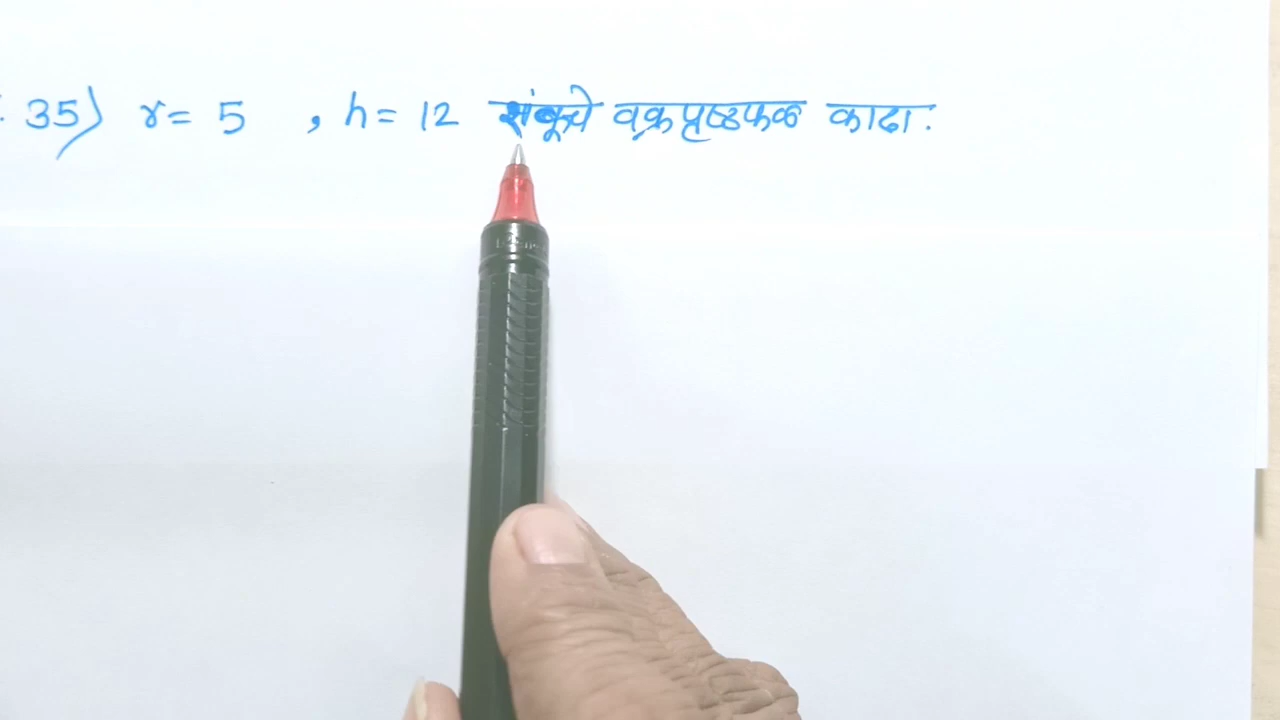 35) r = 5 , h = 12 शंकूचे वक्रपृष्ठफळ काढा.